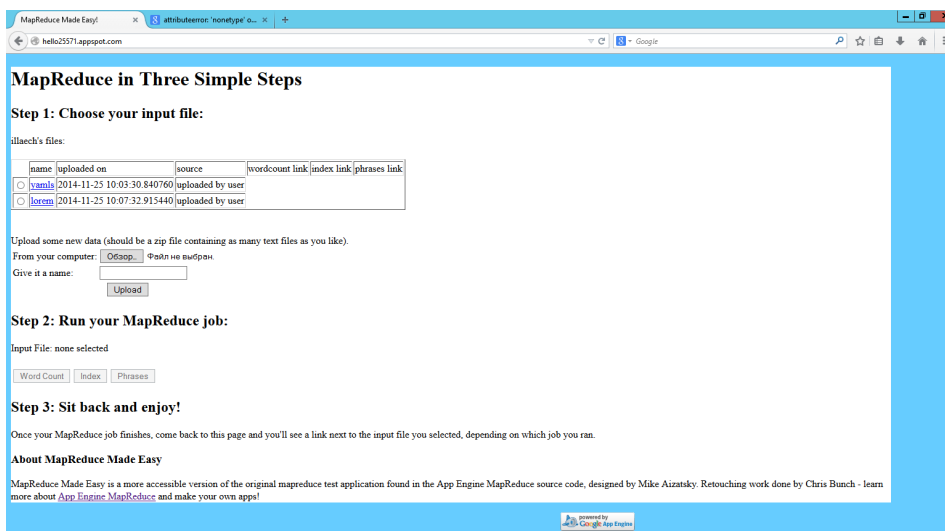 MapReduce Made Easy!
attributeerror: 'nonetype' o...
hello25571.appspot.com
Google
MapReduce in Three Simple Steps
Step 1: Choose your input file:
illaech's files:
name uploaded on source wordcount link index link phrases link
yamls 2014-11-25 10:03:30.840760 uploaded by user
lorem 2014-11-25 10:07:32.915440 uploaded by user
Upload some new data (should be a zip file containing as many text files as you like).
From your computer: Обзор.. Файл не выбран.
Give it a name:
Upload
Step 2: Run your MapReduce job:
Input File: none selected
Word Count Index Phrases
Step 3: Sit back and enjoy!
Once your MapReduce job finishes, come back to this page and you'll see a link next to the input file you selected, depending on which job you ran.
About MapReduce Made Easy
MapReduce Made Easy is a more accessible version of the original mapreduce test application found in the App Engine MapReduce source code, designed by Mike Aizatsky. Retouching work done by Chris Bunch - learn
more about App Engine MapReduce and make your own apps!
powered by
Google App Engine